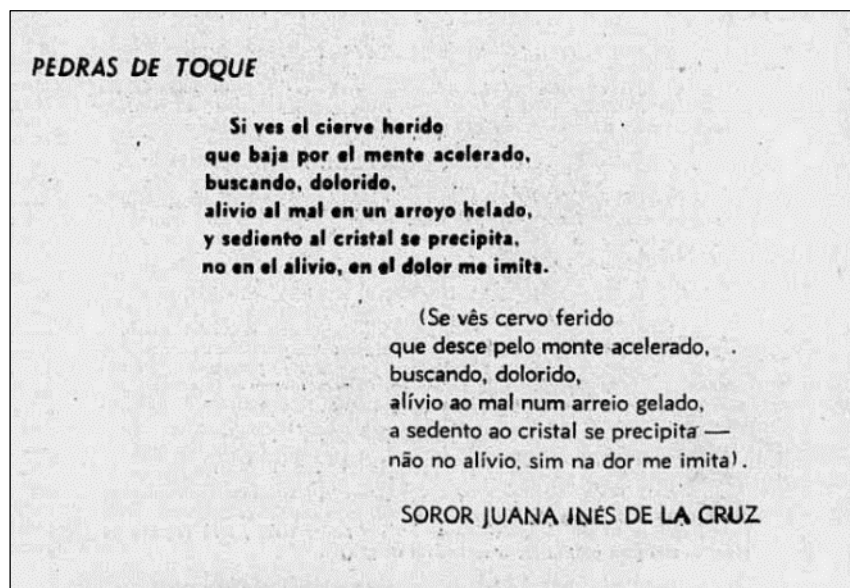 PEDRAS DE TOQUE
Si ves el cierve herido
que baja por el mente acelerado,
buscando, dolorido,
alivio al mal en un arroyo helado,
y sediento al cristal se precipita,
no en el alivio, en el dolor me imita.
(Se vês cervo ferido
que desce pelo monte acelerado,
buscando, dolorido,
alívio ao mal num arreio gelado,
a sedento ao cristal se precipita —
não no alívio, sim na dor me imita).
SOROR JUANA INÉS DE LA CRUZ